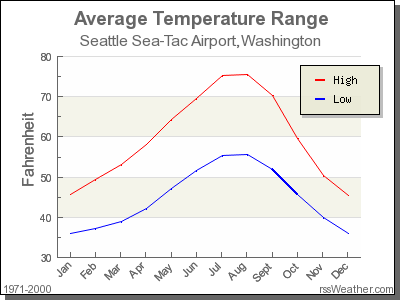 Average Temperature Range
Seattle Sea-Tac Airport,Washington
High
Low
Fahrenheit
80
70
60
50
40
30
Jan Feb Mar Apr May Jun Jul Aug Sept Oct Nov Dec
1971-2000 rssWeather.com